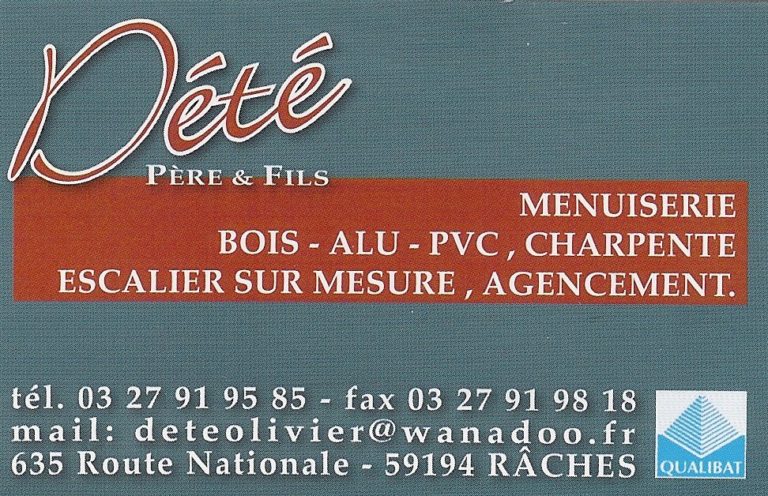 Dété
PÈRE & FILS
MENUISERIE
BOIS - ALU - PVC , CHARPENTE
ESCALIER SUR MESURE , AGENCEMENT.
tél. 03 27 91 95 85 - fax 03 27 91 98 18
mail: deteolivier@wanadoo.fr
635 Route Nationale - 59194 RÂCHES
QUALIBAT